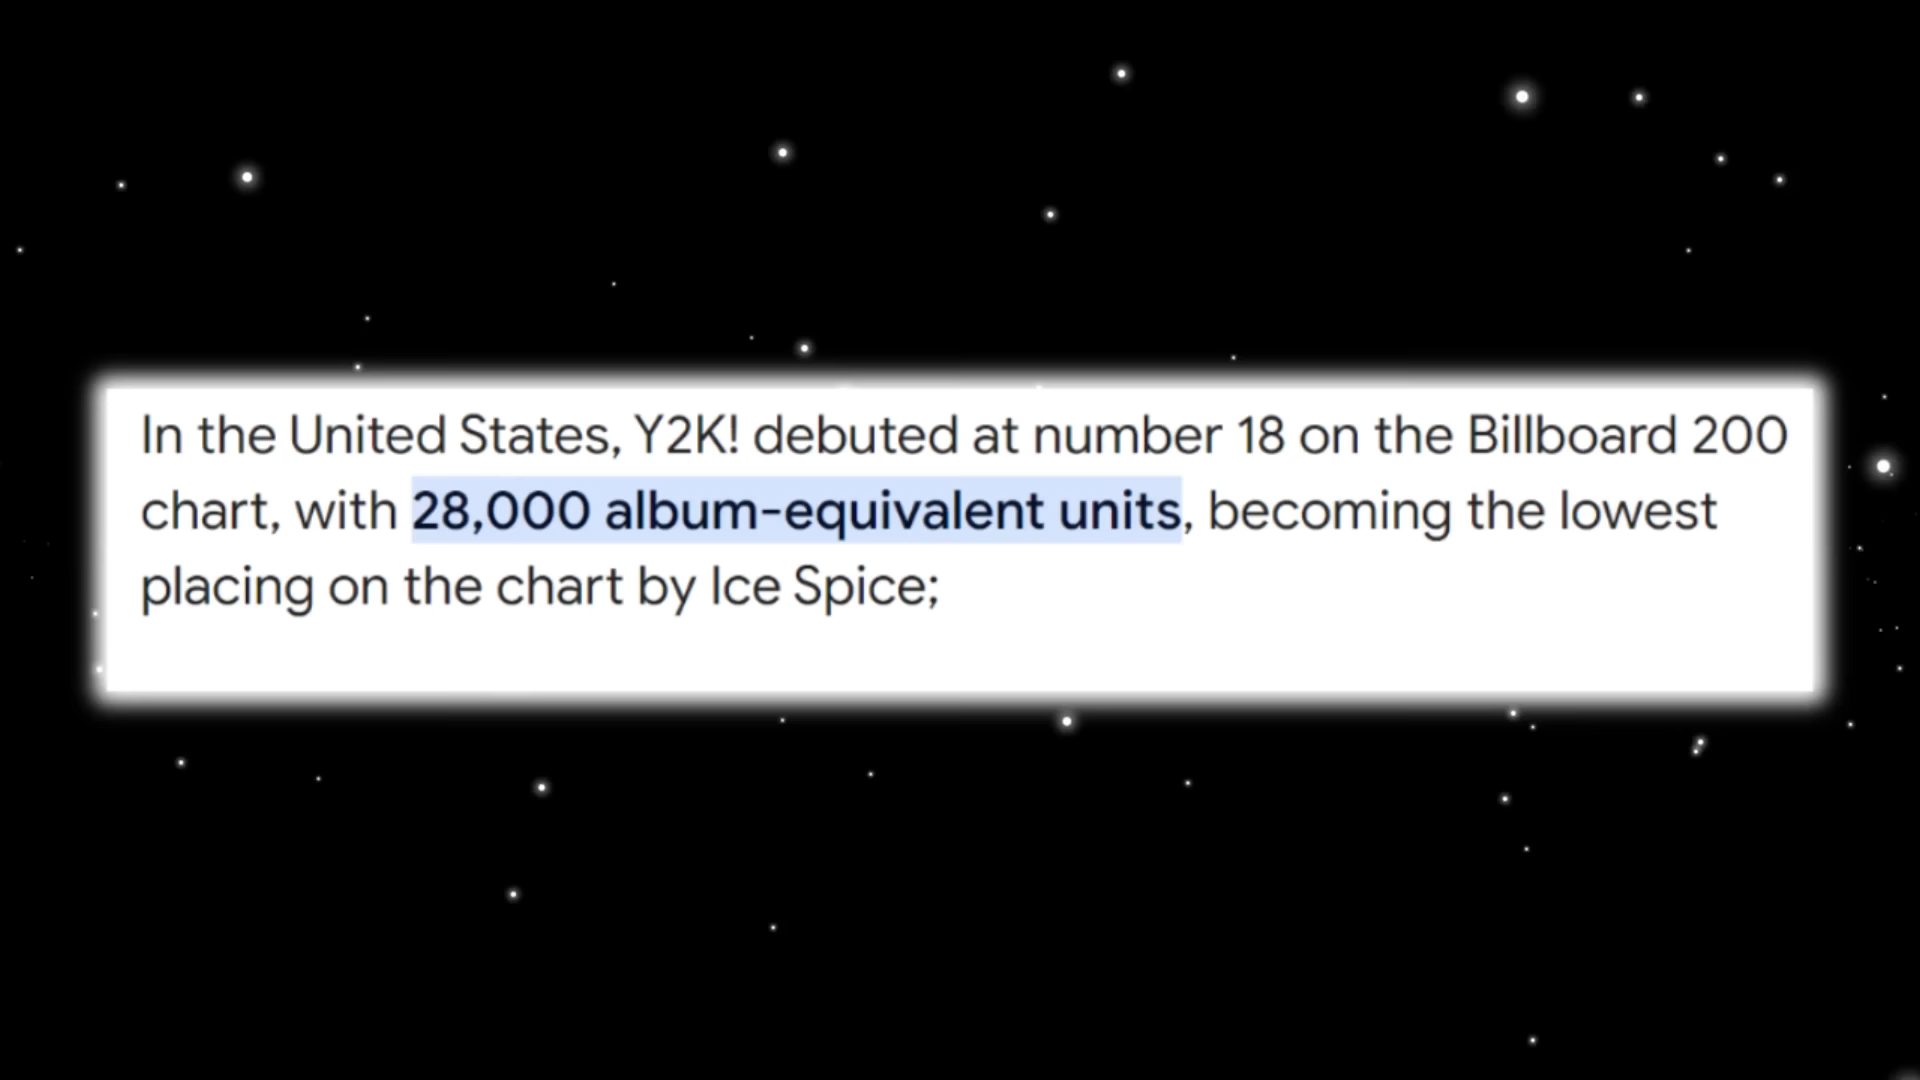 In the United States, Y2K! debuted at number 18 on the Billboard 200
chart, with 28,000 album-equivalent units, becoming the lowest
placing on the chart by Ice Spice;